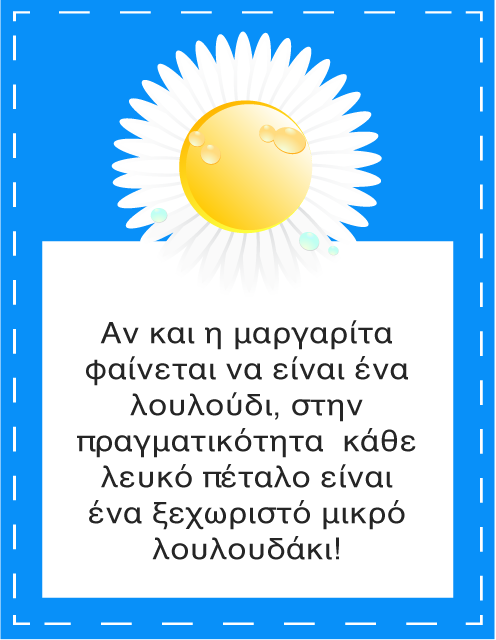 Αν και η μαργαρίτα
φαίνεται να είναι ένα
λουλούδι, στην
πραγματικότητα  κάθε
λευκό πέταλο είναι
ένα ξεχωριστό μικρό
λουλουδάκι!